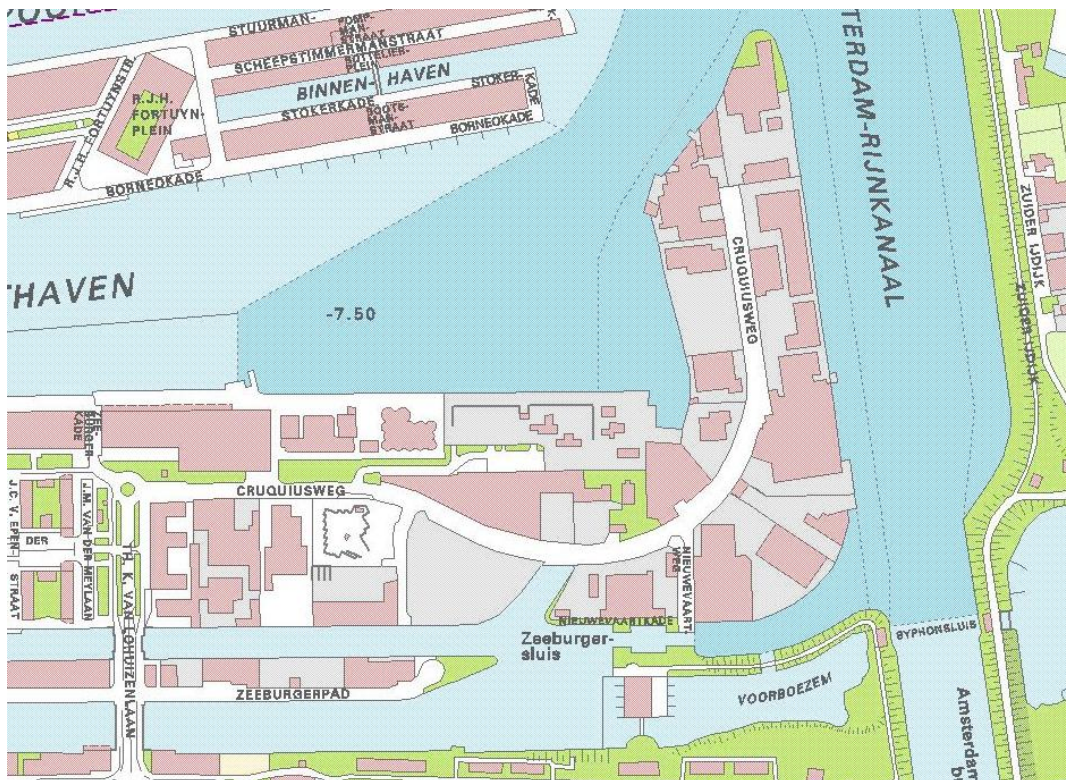 STUURMAN-
POMP-
MAN-
STRAAT
K.
SCHEEPSTIMMERMANSTRAAT
BOTTELIER-
PLEIN
BINNEN- HAVEN
STOKER-
KADE
STOKERKADE
BOOTS-
MAN-
STRAAT
BORNEOKADE
R.J.H.
FORTUYN-
PLEIN
R.J.H. FORTUYNSTR.
BORNEOKADE
THAVEN
-7.50
TERDAM-RIJNKANAAL
ZUIDER IJDIJK
ZUIDER IJDIJK
CRUQUIUSWEG
ZEE-
BURGER-
KADE
CRUQUIUSWEG
J.C. V. EPEN-
STRAAT
DER
J.M. VAN DER MEYLAAN
TH. K. VAN LOHUIZENLAAN
NIEUWEVAART-
WEG
NIEUWEVAARTKADE
Zeeburger-
sluis
ZEEBURGERPAD
VOORBOEZEM
SYPHONSLUIS
Amsterdam